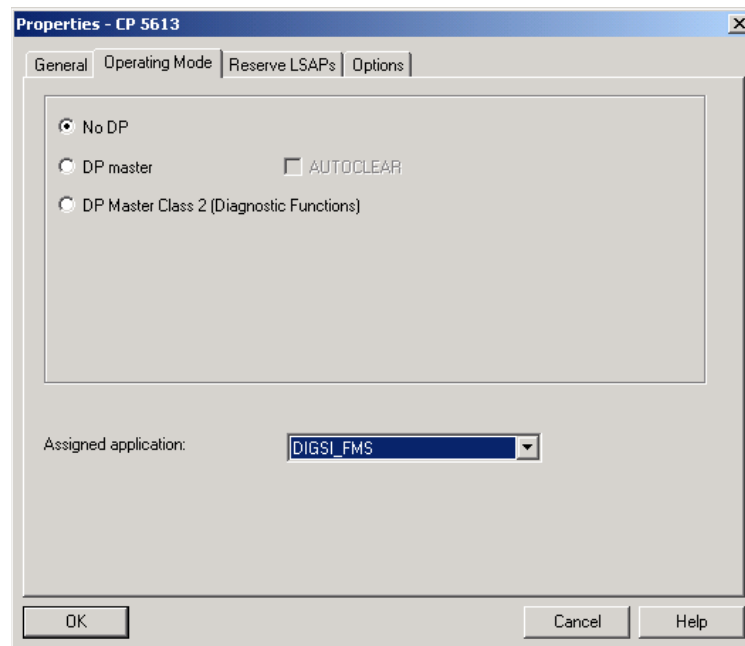 Properties - CP 5613
General Operating Mode Reserve LSAPs Options
No DP
DP master AUTOCLEAR
DP Master Class 2 (Diagnostic Functions)
Assigned application: DIGSI_FMS
OK Cancel Help